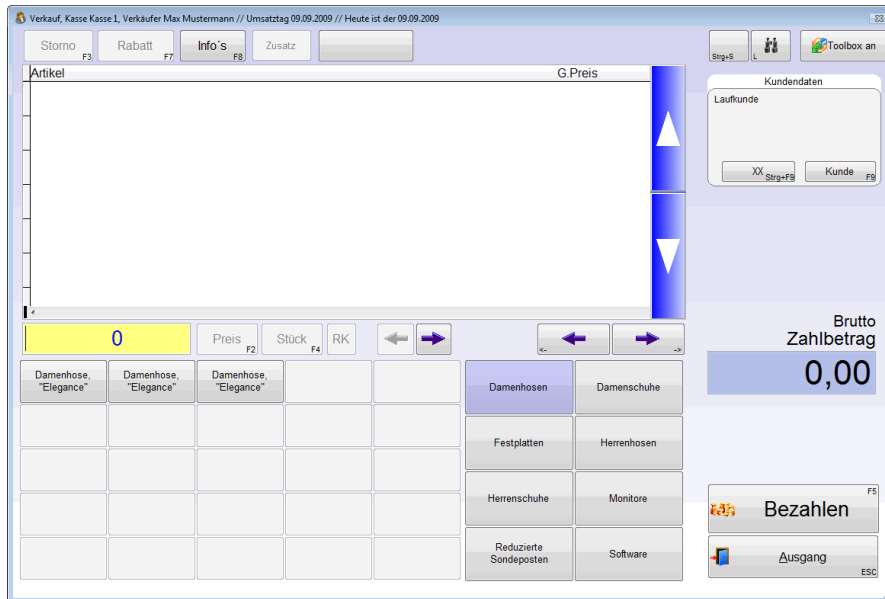 Verkauf, Kasse Kasse 1, Verkäufer Max Mustermann // Umsatztag 09.09.2009 // Heute ist der 09.09.2009
Storno F3
Rabatt F7
Info´s F8
Zusatz
Strg+S
L
Toolbox an
Artikel G.Preis
Kundendaten
Laufkunde
XX Strg+F9
Kunde F9
0
Preis F2
Stück F4
RK
<-
->
Brutto
Zahlbetrag
0,00
Damenhose,
"Elegance"
Damenhose,
"Elegance"
Damenhose,
"Elegance"
Damenhosen
Damenschuhe
Festplatten
Herrenhosen
Herrenschuhe
Monitore
Reduzierte
Sondeposten
Software
F5
Bezahlen
Ausgang
ESC